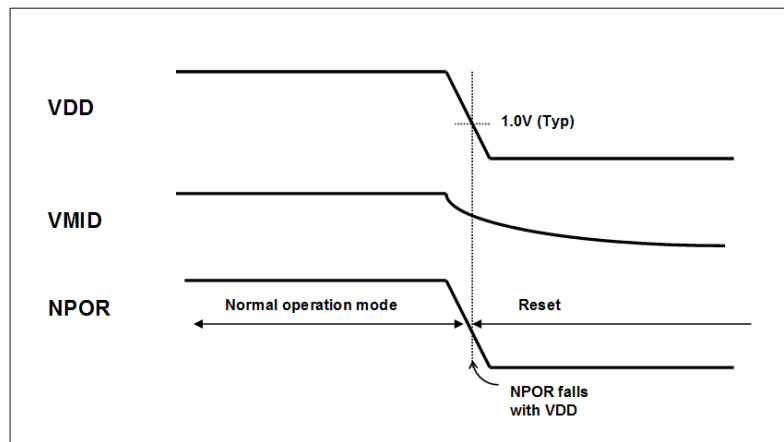 VDD
1.0V (Typ)
VMID
NPOR
Normal operation mode
Reset
NPOR falls
with VDD